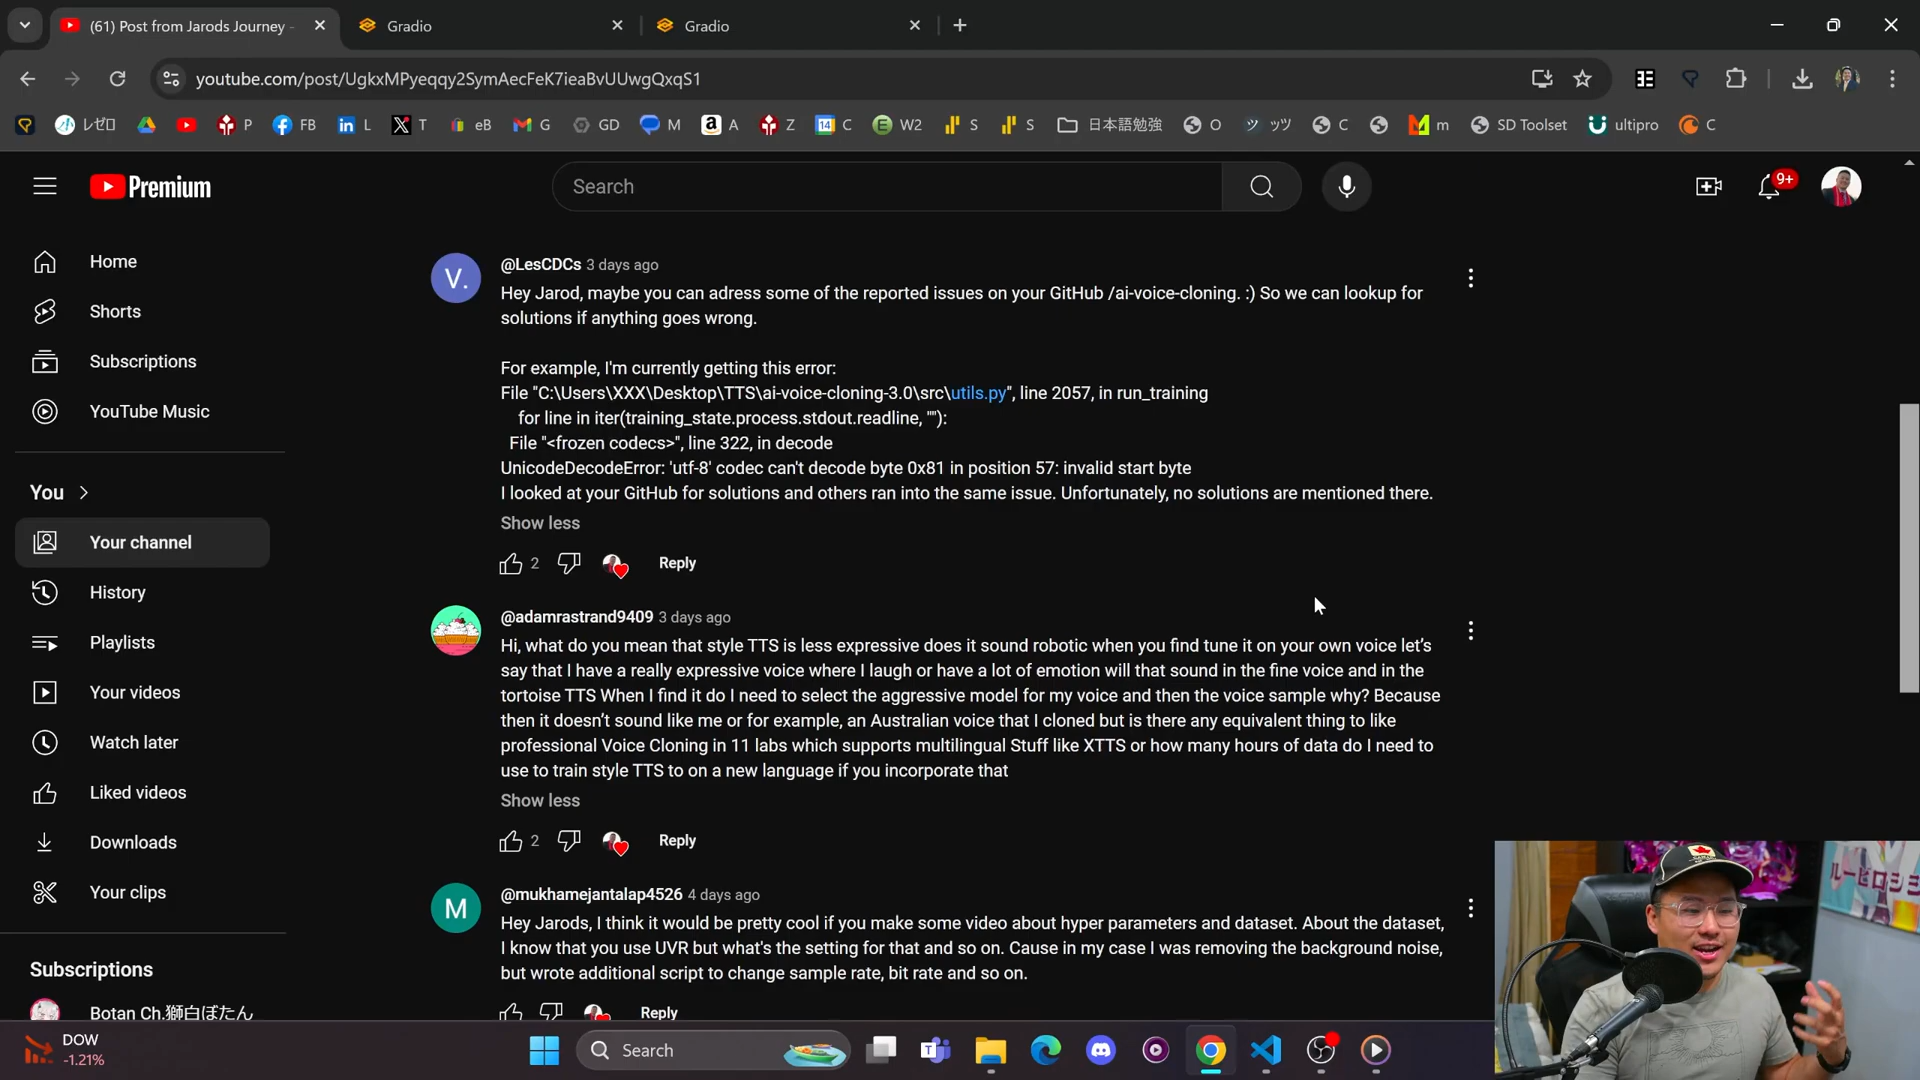 (61) Post from Jarods Journey -
Gradio
Gradio
youtube.com/post/UgkxMPyeqqy2SymAecFeK7ieaBvUUwgQxqS1
レゼロ P FB L T eB G GD M A Z C W2 S S 日本語勉強 O ッツ C m SD Toolset ultipro C
Premium
Search
9+
Home
Shorts
Subscriptions
YouTube Music
You
Your channel
History
Playlists
Your videos
Watch later
Liked videos
Downloads
Your clips
Subscriptions
Botan Ch.獅白ぼたん
V.
@LesCDCs 3 days ago
Hey Jarod, maybe you can adress some of the reported issues on your GitHub /ai-voice-cloning. :) So we can lookup for
solutions if anything goes wrong.
For example, I'm currently getting this error:
File "C:\Users\XXX\Desktop\TTS\ai-voice-cloning-3.0\src\utils.py", line 2057, in run_training
for line in iter(training_state.process.stdout.readline, ""):
File "<frozen codecs>", line 322, in decode
UnicodeDecodeError: 'utf-8' codec can't decode byte 0x81 in position 57: invalid start byte
I looked at your GitHub for solutions and others ran into the same issue. Unfortunately, no solutions are mentioned there.
Show less
2 Reply
@adamrastrand9409 3 days ago
Hi, what do you mean that style TTS is less expressive does it sound robotic when you find tune it on your own voice let's
say that I have a really expressive voice where I laugh or have a lot of emotion will that sound in the fine voice and in the
tortoise TTS When I find it do I need to select the aggressive model for my voice and then the voice sample why? Because
then it doesn't sound like me or for example, an Australian voice that I cloned but is there any equivalent thing to like
professional Voice Cloning in 11 labs which supports multilingual Stuff like XTTS or how many hours of data do I need to
use to train style TTS to on a new language if you incorporate that
Show less
2 Reply
M
@mukhamejantalap4526 4 days ago
Hey Jarods, I think it would be pretty cool if you make some video about hyper parameters and dataset. About the dataset,
I know that you use UVR but what's the setting for that and so on. Cause in my case I was removing the background noise,
but wrote additional script to change sample rate, bit rate and so on.
Reply
DOW
-1.21%
Search